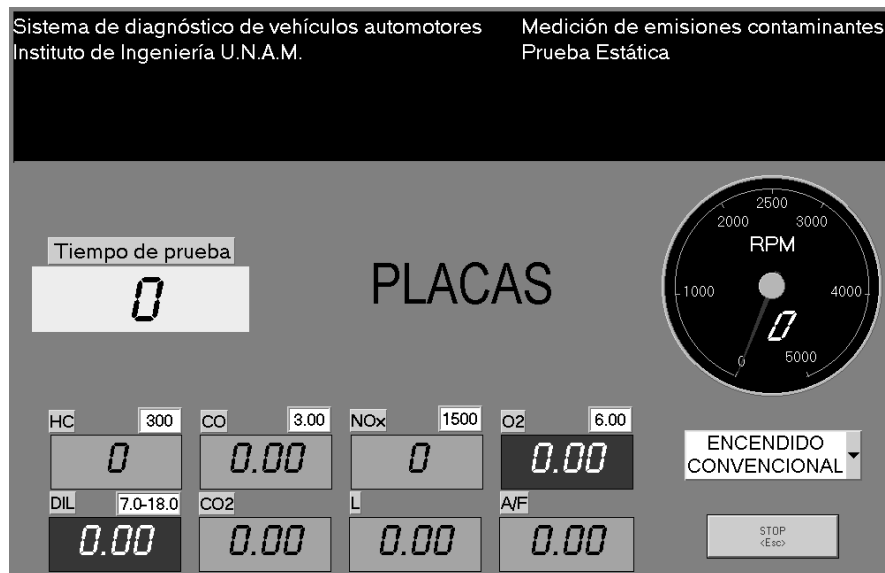 Sistema de diagnóstico de vehículos automotores
Instituto de Ingeniería U.N.A.M.
Medición de emisiones contaminantes
Prueba Estática
Tiempo de prueba
0
PLACAS
2500
2000 3000
RPM
1000 4000
0
0 5000
HC 300 CO 3.00 NOx 1500 O2 6.00
0 0.00 0 0.00
DIL 7.0-18.0 CO2 L A/F
0.00 0.00 0.00 0.00
ENCENDIDO
CONVENCIONAL
STOP
<Esc>